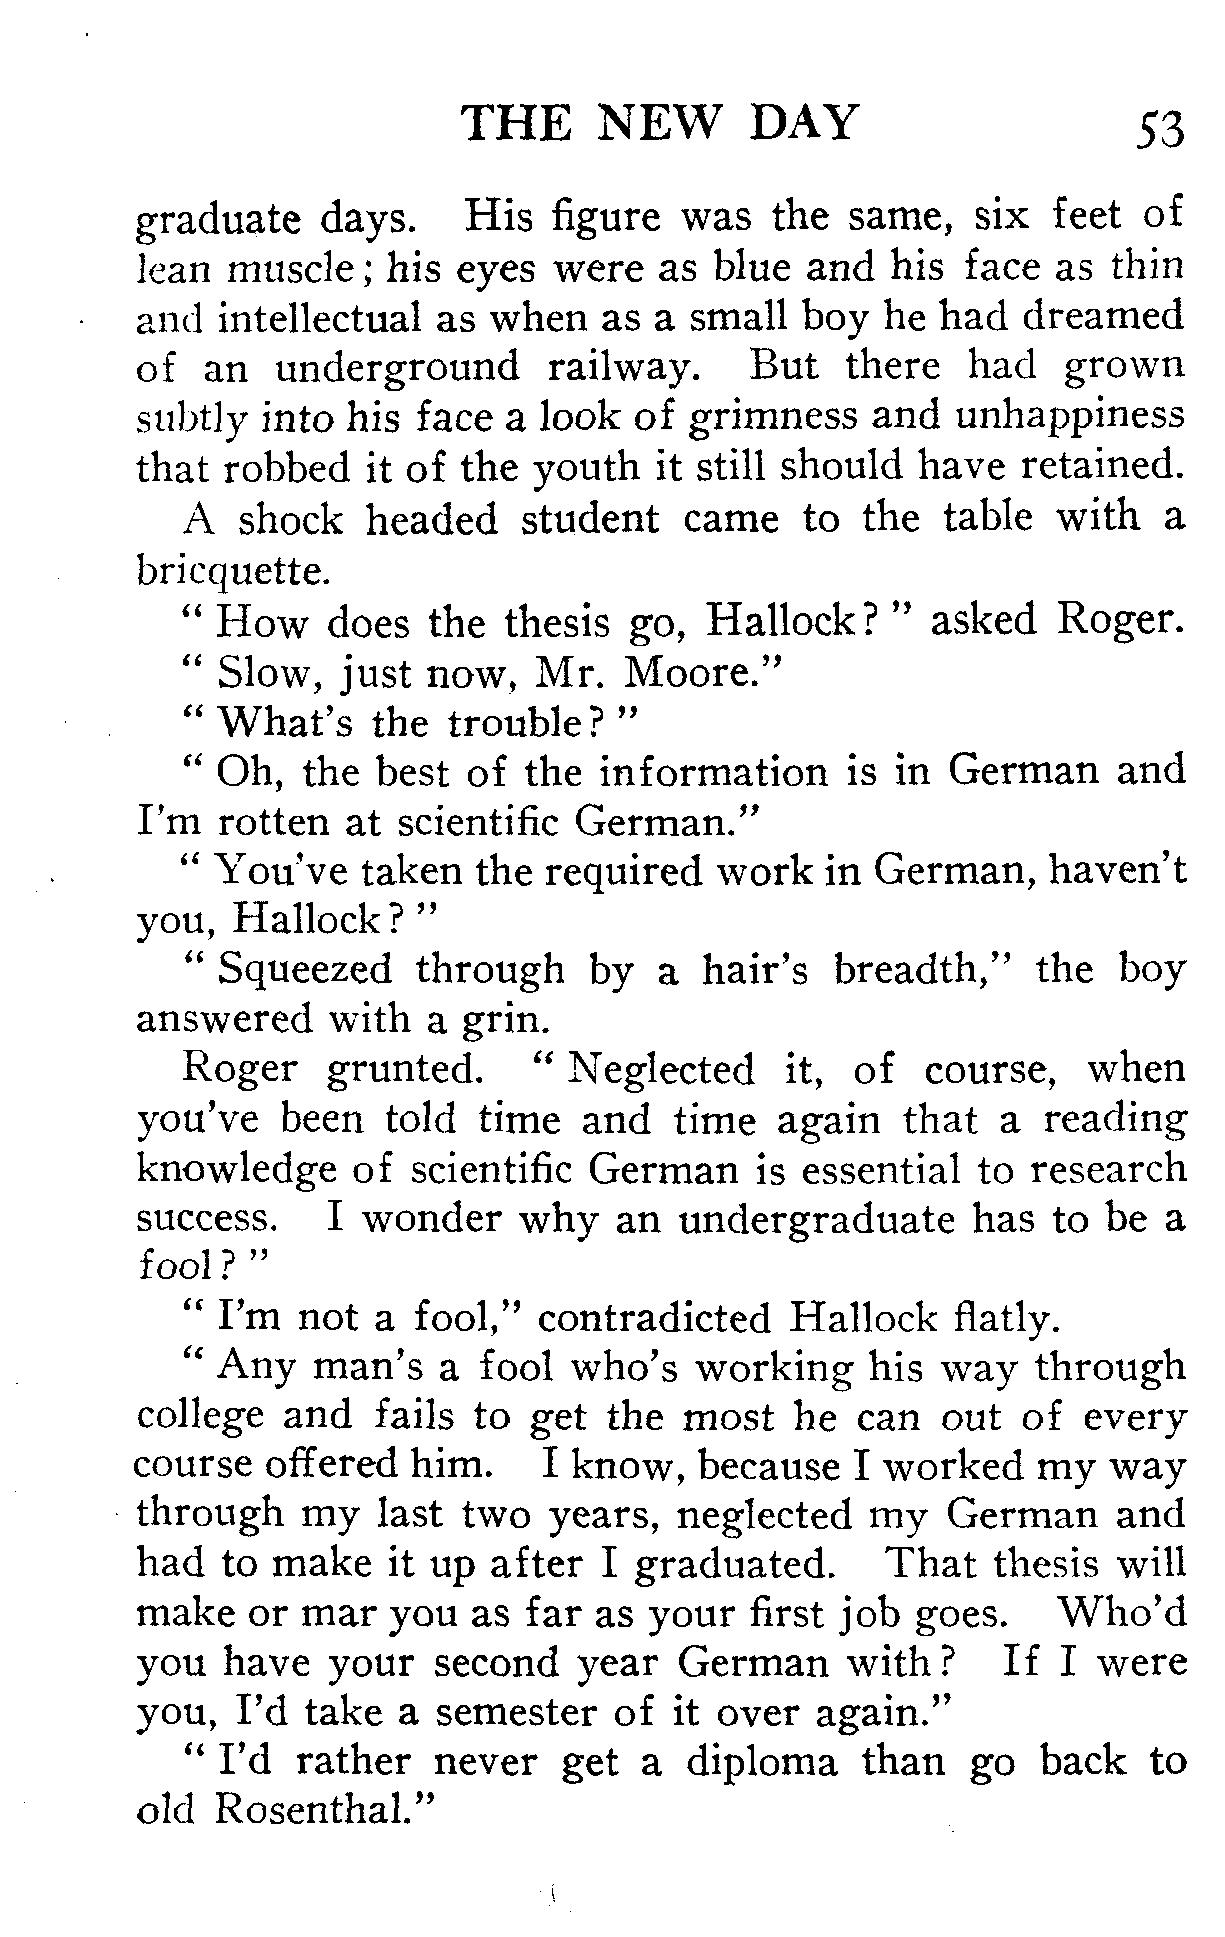 THE NEW DAY 53
graduate days. His figure was the same, six feet of
lean muscle; his eyes were as blue and his face as thin
and intellectual as when as a small boy he had dreamed
of an underground railway. But there had grown
subtly into his face a look of grimness and unhappiness
that robbed it of the youth it still should have retained.
A shock headed student came to the table with a
bricquette.
" How does the thesis go, Hallock? " asked Roger.
" Slow, just now, Mr. Moore."
" What's the trouble? "
" Oh, the best of the information is in German and
I'm rotten at scientific German."
" You've taken the required work in German, haven't
you, Hallock? "
" Squeezed through by a hair's breadth," the boy
answered with a grin.
Roger grunted. " Neglected it, of course, when
you've been told time and time again that a reading
knowledge of scientific German is essential to research
success. I wonder why an undergraduate has to be a
fool? "
" I'm not a fool," contradicted Hallock flatly.
" Any man's a fool who's working his way through
college and fails to get the most he can out of every
course offered him. I know, because I worked my way
through my last two years, neglected my German and
had to make it up after I graduated. That thesis will
make or mar you as far as your first job goes. Who'd
you have your second year German with? If I were
you, I'd take a semester of it over again."
" I'd rather never get a diploma than go back to
old Rosenthal."